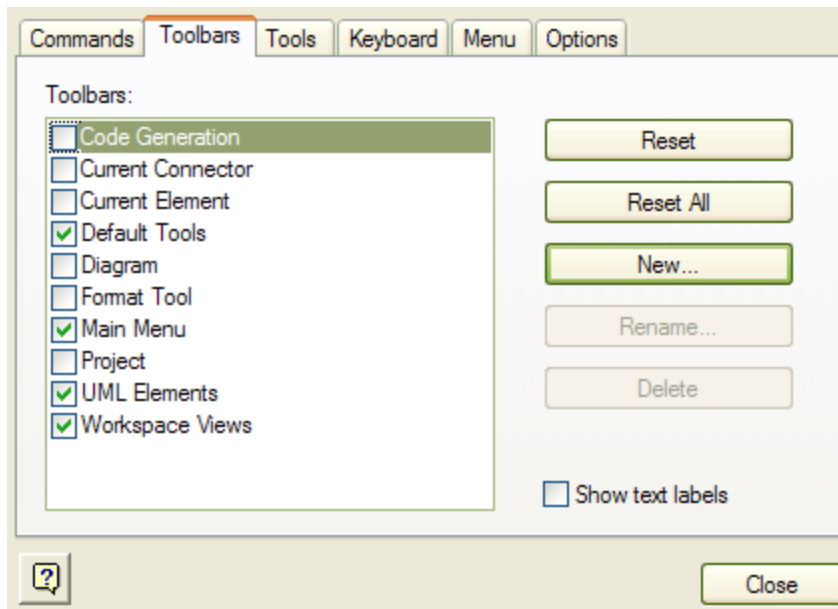 Commands Toolbars Tools Keyboard Menu Options
Toolbars:
Code Generation
Current Connector
Current Element
Default Tools
Diagram
Format Tool
Main Menu
Project
UML Elements
Workspace Views
Reset
Reset All
New...
Rename...
Delete
Show text labels
?
Close